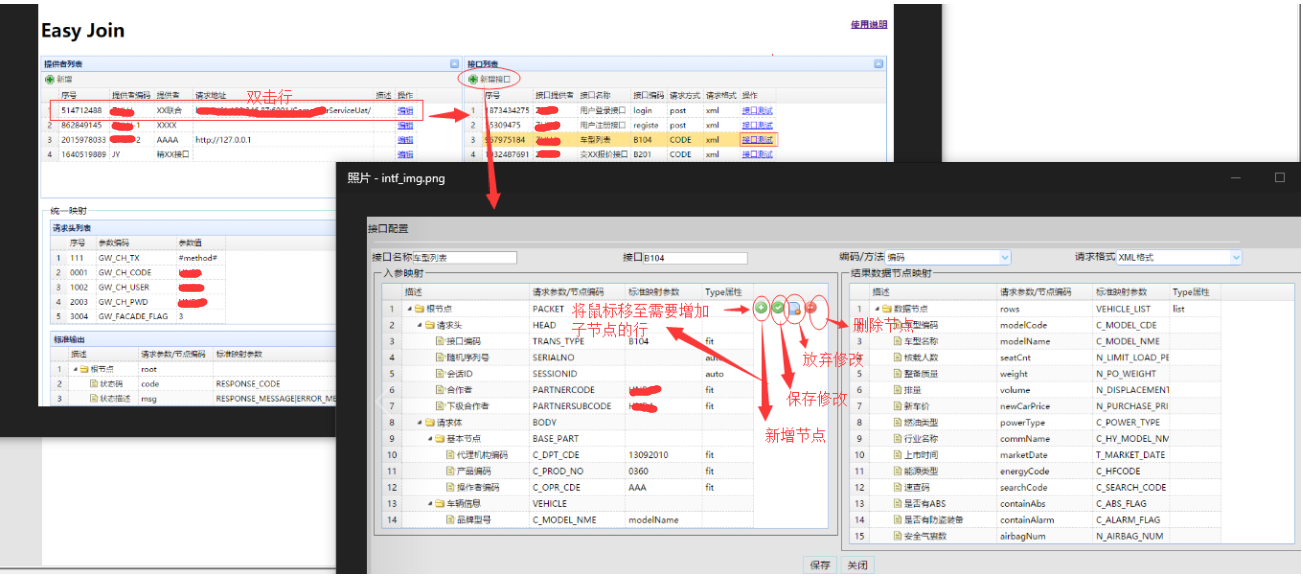 Easy Join
使用说明
提供者列表
新增
序号 提供者编码 提供者 请求地址 描述 操作
双击行
514712488 XX联合 rServiceUat/ 编辑
2 862849145 -1 XXXX 编辑
3 2015978033 -2 AAAA http://127.0.0.1 编辑
4 1640519889 JY 精XX接口 编辑
接口列表
新增接口
序号 接口提供者 接口名称 接口编码 请求方式 请求格式 操作
1 1873434275 用户登录接口 login post xml 接口测试
2 35309475 用户注册接口 registe post xml 接口测试
3 967975184 车型列表 B104 CODE xml 接口测试
4 1932487691 交XX报价接口 B201 CODE xml 接口测试
统一映射
请求头列表
序号 参数编码 参数值
1 111 GW_CH_TX #method#
2 0001 GW_CH_CODE
3 1002 GW_CH_USER
4 2003 GW_CH_PWD
5 3004 GW_FACADE_FLAG 3
标准输出
描述 请求参数/节点编码 标准映射参数
1 根节点 root
2 状态码 code RESPONSE_CODE
3 状态描述 msg RESPONSE_MESSAGE|ERROR_ME
照片 - intf_img.png
接口配置
接口名称 车型列表 接口 B104 编码/方法 编码 请求格式 XML格式
入参映射
描述 请求参数/节点编码 标准映射参数 Type属性
1 根节点 PACKET
2 请求头 HEAD
3 接口编码 TRANS_TYPE B104 fit
4 随机序列号 SERIALNO auto
5 会话ID SESSIONID auto
6 合作者 PARTNERCODE fit
7 下级合作者 PARTNERSUBCODE fit
8 请求体 BODY
9 基本节点 BASE_PART
10 代理机构编码 C_DPT_CDE 13092010 fit
11 产品编码 C_PROD_NO 0360 fit
12 操作者编码 C_OPR_CDE AAA fit
13 车辆信息 VEHICLE
14 品牌型号 C_MODEL_NME modelName
将鼠标移至需要增加
子节点的行
删除节点
放弃修改
保存修改
新增节点
结果数据节点映射
描述 请求参数/节点编码 标准映射参数 Type属性
1 数据节点 rows VEHICLE_LIST list
2 车型编码 modelCode C_MODEL_CDE
3 车型名称 modelName C_MODEL_NME
核载人数 seatCnt N_LIMIT_LOAD_PE
5 整备质量 weight N_PO_WEIGHT
6 排量 volume N_DISPLACEMENT
7 新车价 newCarPrice N_PURCHASE_PRI
8 燃油类型 powerType C_POWER_TYPE
9 行业名称 commName C_HY_MODEL_NM
10 上市时间 marketDate T_MARKET_DATE
11 能源类型 energyCode C_HFCODE
12 速查码 searchCode C_SEARCH_CODE
13 是否有ABS containAbs C_ABS_FLAG
14 是否有防盗装备 containAlarm C_ALARM_FLAG
15 安全气囊数 airbagNum N_AIRBAG_NUM
保存 关闭